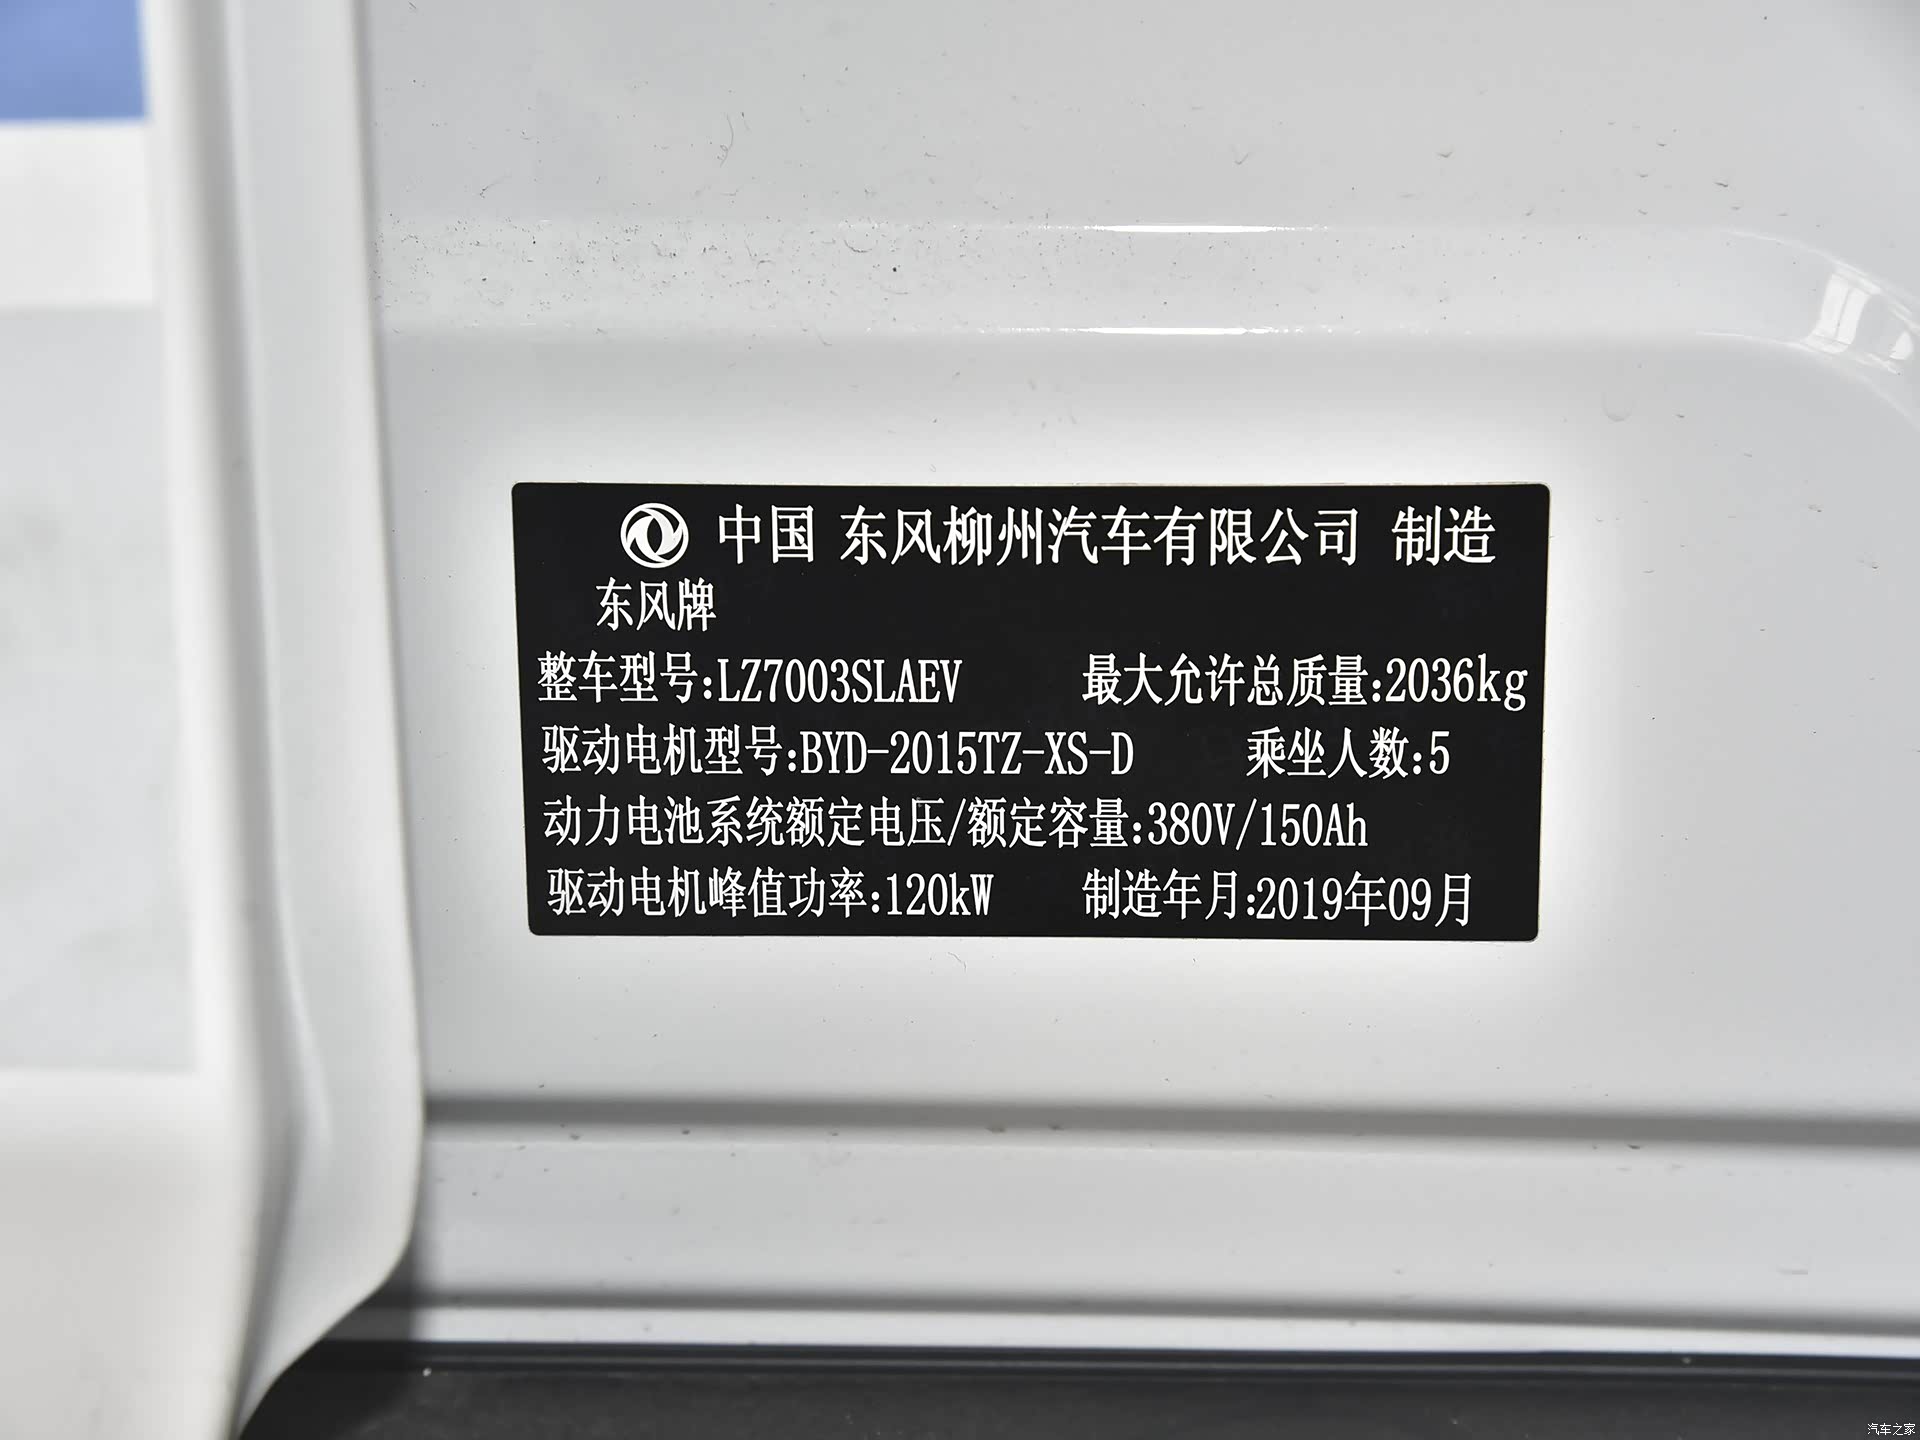 中国 东风柳州汽车有限公司 制造
东风牌
整车型号:LZ7003SLAEV 最大允许总质量:2036kg
驱动电机型号:BYD-2015TZ-XS-D 乘坐人数:5
动力电池系统额定电压/额定容量:380V/150Ah
驱动电机峰值功率:120kW 制造年月:2019年09月
汽车之家